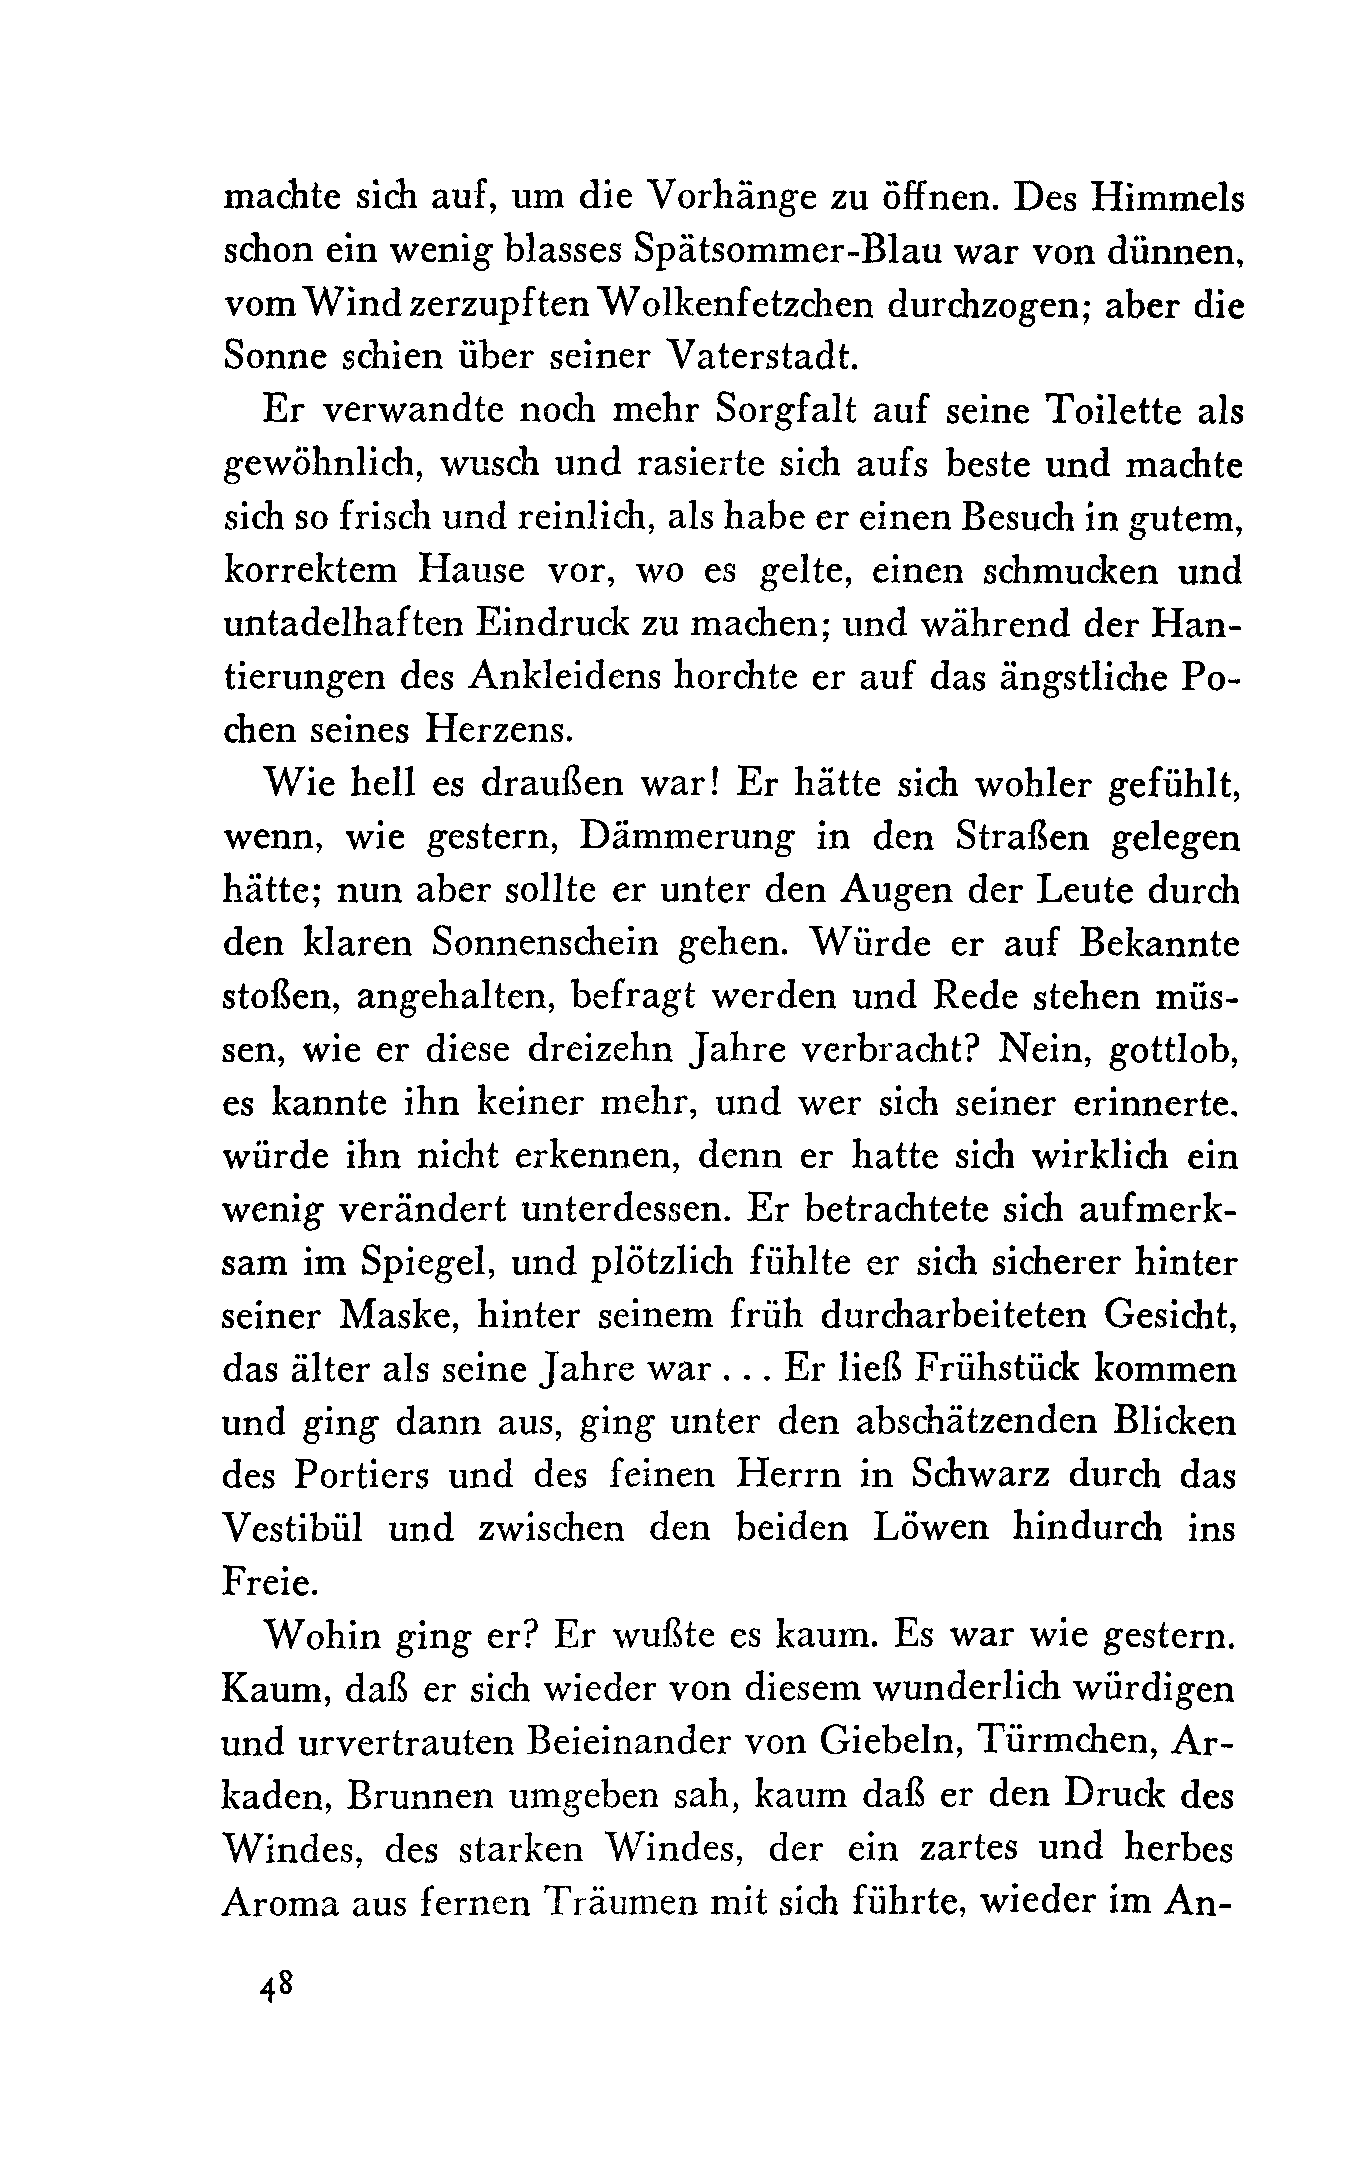 machte sich auf, um die Vorhänge zu öffnen. Des Himmels
schon ein wenig blasses Spätsommer-Blau war von dünnen,
vom Wind zerzupften Wolkenfetzchen durchzogen; aber die
Sonne schien über seiner Vaterstadt.
Er verwandte noch mehr Sorgfalt auf seine Toilette als
gewöhnlich, wusch und rasierte sich aufs beste und machte
sich so frisch und reinlich, als habe er einen Besuch in gutem,
korrektem Hause vor, wo es gelte, einen schmucken und
untadelhaften Eindruck zu machen; und während der Han-
tierungen des Ankleidens horchte er auf das ängstliche Po-
chen seines Herzens.
Wie hell es draußen war! Er hätte sich wohler gefühlt,
wenn, wie gestern, Dämmerung in den Straßen gelegen
hätte; nun aber sollte er unter den Augen der Leute durch
den klaren Sonnenschein gehen. Würde er auf Bekannte
stoßen, angehalten, befragt werden und Rede stehen müs-
sen, wie er diese dreizehn Jahre verbracht? Nein, gottlob,
es kannte ihn keiner mehr, und wer sich seiner erinnerte.
würde ihn nicht erkennen, denn er hatte sich wirklich ein
wenig verändert unterdessen. Er betrachtete sich aufmerk-
sam im Spiegel, und plötzlich fühlte er sich sicherer hinter
seiner Maske, hinter seinem früh durcharbeiteten Gesicht,
das älter als seine Jahre war . . . Er ließ Frühstück kommen
und ging dann aus, ging unter den abschätzenden Blicken
des Portiers und des feinen Herrn in Schwarz durch das
Vestibül und zwischen den beiden Löwen hindurch ins
Freie.
Wohin ging er? Er wußte es kaum. Es war wie gestern.
Kaum, daß er sich wieder von diesem wunderlich würdigen
und urvertrauten Beieinander von Giebeln, Türmchen, Ar-
kaden, Brunnen umgeben sah, kaum daß er den Druck des
Windes, des starken Windes, der ein zartes und herbes
Aroma aus fernen Träumen mit sich führte, wieder im An-
48